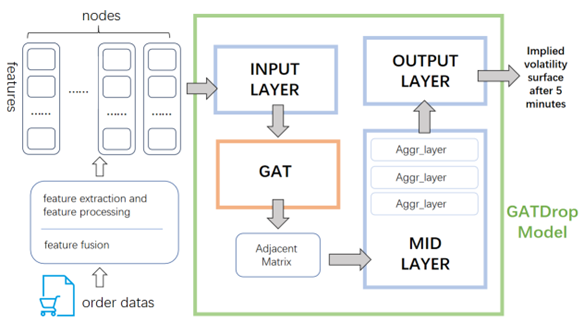 nodes
features
......
......
......
......
feature extraction and
feature processing
feature fusion
order datas
INPUT
LAYER
GAT
Adjacent
Matrix
OUTPUT
LAYER
Aggr_layer
Aggr_layer
Aggr_layer
MID
LAYER
Implied
volatility
surface
after 5
minutes
GATDrop
Model